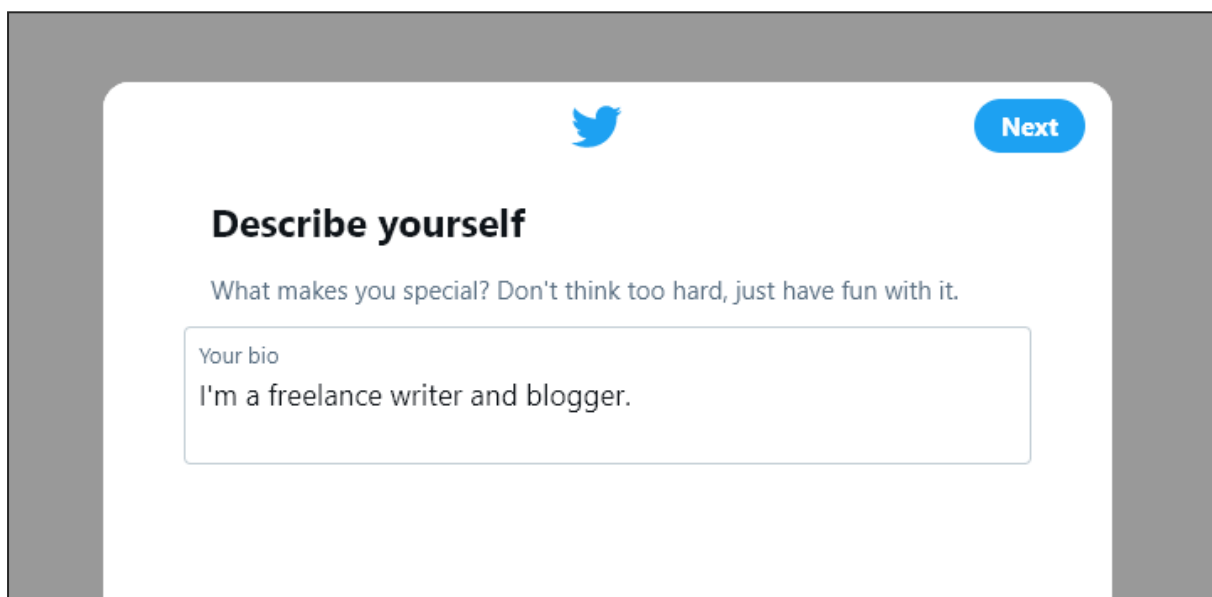 Next
Describe yourself
What makes you special? Don't think too hard, just have fun with it.
Your bio
I'm a freelance writer and blogger.